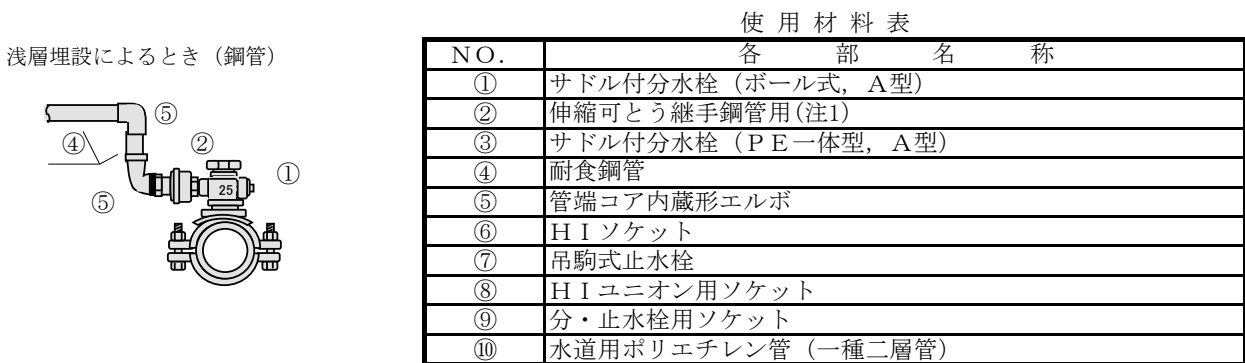 使用材料表
浅層埋設によるとき（鋼管）
⑤
④
②
①
25
⑤
NO. 各部名称
① サドル付分水栓（ボール式，A型）
② 伸縮可とう継手鋼管用(注1)
③ サドル付分水栓（PE一体型，A型）
④ 耐食鋼管
⑤ 管端コア内蔵形エルボ
⑥ HIソケット
⑦ 吊駒式止水栓
⑧ HIユニオン用ソケット
⑨ 分・止水栓用ソケット
⑩ 水道用ポリエチレン管（一種二層管）